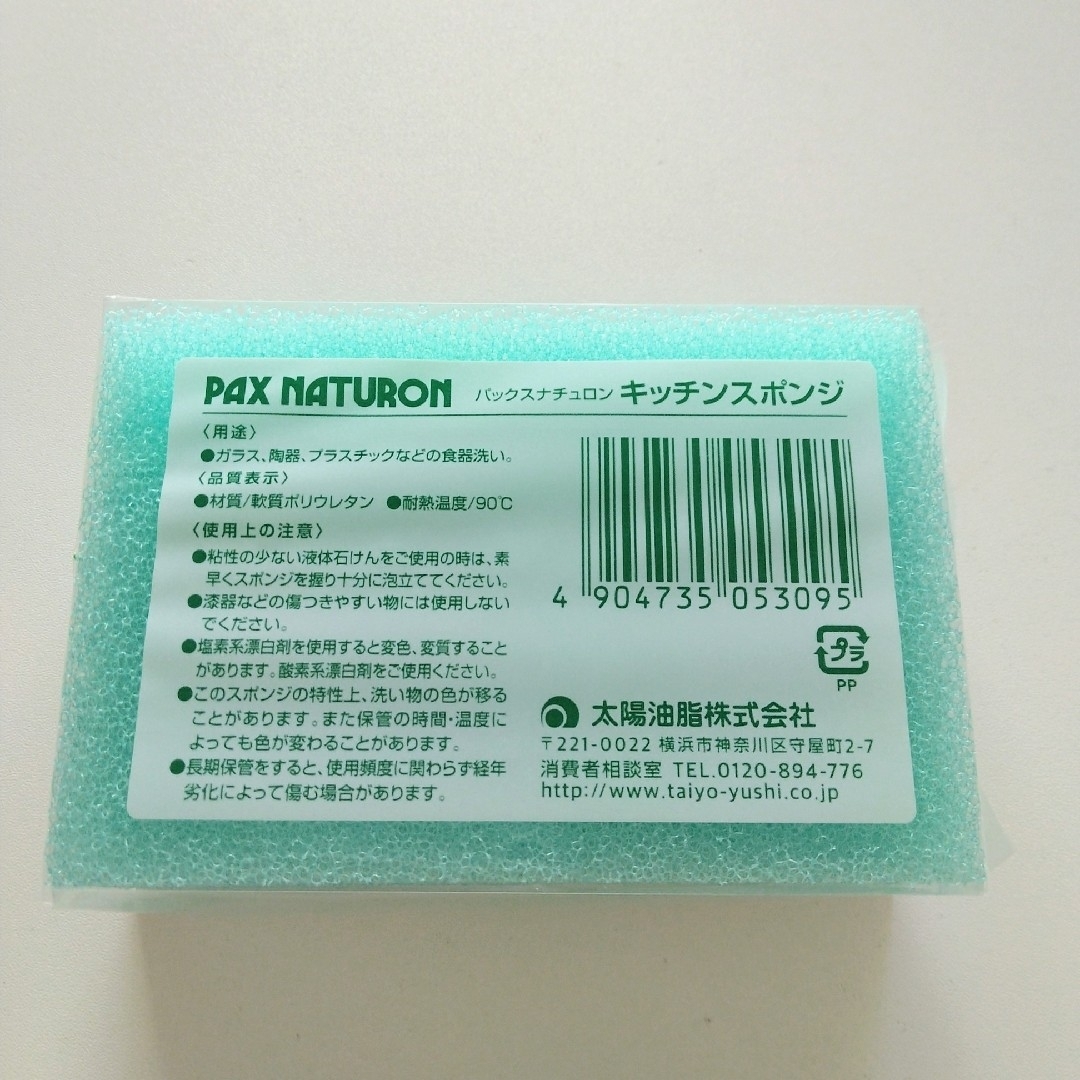 PAX NATURON パックスナチュロン キッチンスポンジ
〈用途〉
●ガラス、陶器、プラスチックなどの食器洗い。
〈品質表示〉
●材質/軟質ポリウレタン ●耐熱温度/90℃
〈使用上の注意〉
●粘性の少ない液体石けんをご使用の時は、素
早くスポンジを握り十分に泡立ててください。
●漆器などの傷つきやすい物には使用しない
でください。
●塩素系漂白剤を使用すると変色、変質すること
があります。酸素系漂白剤をご使用ください。
●このスポンジの特性上、洗い物の色が移る
ことがあります。また保管の時間・温度に
よっても色が変わることがあります。
●長期保管をすると、使用頻度に関わらず経年
劣化によって傷む場合があります。
4 904735 053095
プラ
PP
太陽油脂株式会社
〒221-0022 横浜市神奈川区守屋町2-7
消費者相談室 TEL.0120-894-776
http://www.taiyo-yushi.co.jp